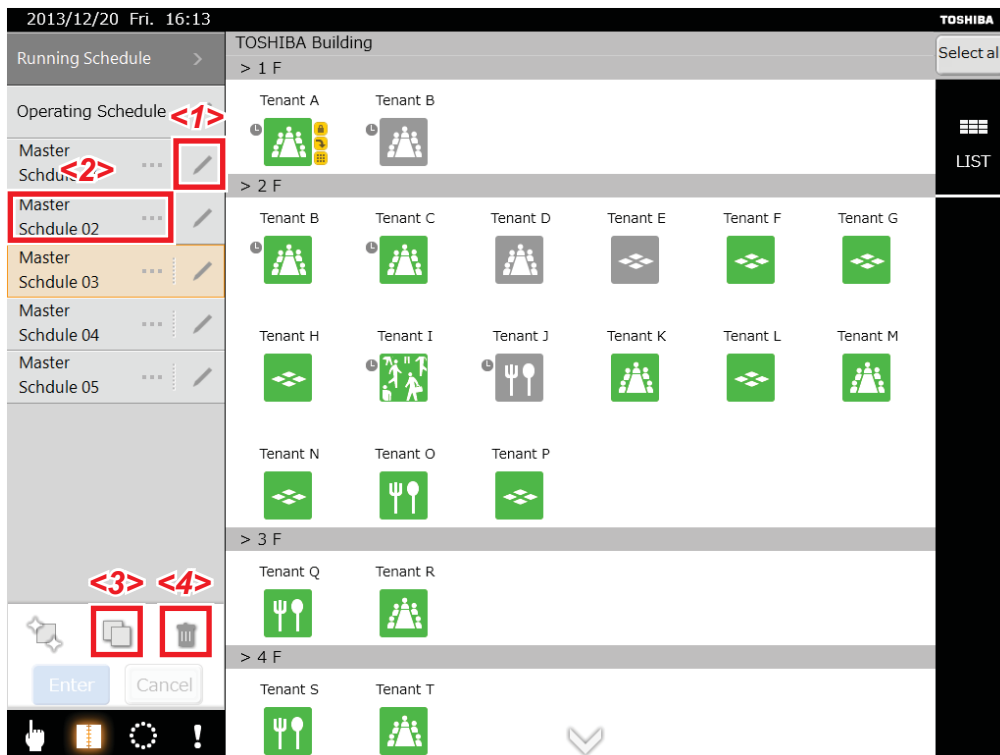 2013/12/20 Fri. 16:13
TOSHIBA
Running Schedule >
Operating Schedule
<1>
Master
<2>
Master
Schdule 02
Master
Schdule 03
Master
Schdule 04
Master
Schdule 05
<3> <4>
Enter Cancel
TOSHIBA Building
> 1 F
Tenant A Tenant B
> 2 F
Tenant B Tenant C Tenant D Tenant E Tenant F Tenant G
Tenant H Tenant I Tenant J Tenant K Tenant L Tenant M
Tenant N Tenant O Tenant P
> 3 F
Tenant Q Tenant R
> 4 F
Tenant S Tenant T
Select al
LIST